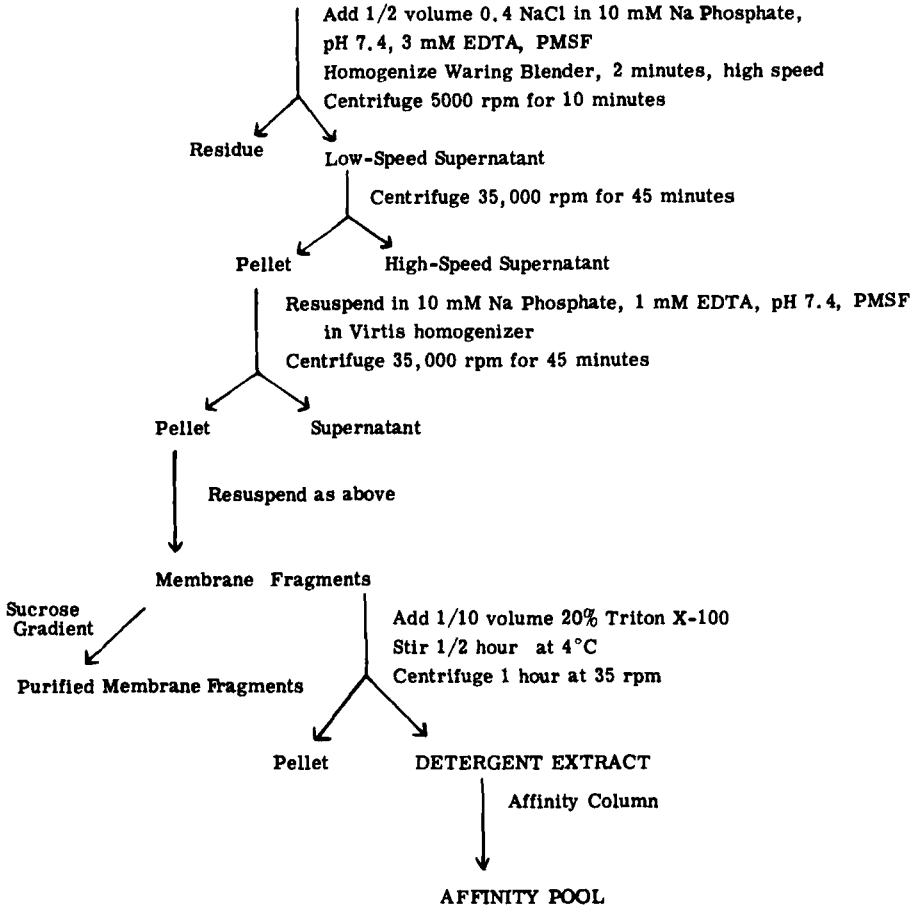 Add 1/2 volume 0.4 NaCl in 10 mM Na Phosphate,
pH 7.4, 3 mM EDTA, PMSF
Homogenize Waring Blender, 2 minutes, high speed
Centrifuge 5000 rpm for 10 minutes
Residue
Low-Speed Supernatant
Centrifuge 35,000 rpm for 45 minutes
Pellet
High-Speed Supernatant
Resuspend in 10 mM Na Phosphate, 1 mM EDTA, pH 7.4, PMSF
in Virtis homogenizer
Centrifuge 35,000 rpm for 45 minutes
Pellet
Supernatant
Resuspend as above
Membrane Fragments
Sucrose
Gradient
Purified Membrane Fragments
Add 1/10 volume 20% Triton X-100
Stir 1/2 hour at 4°C
Centrifuge 1 hour at 35 rpm
Pellet
DETERGENT EXTRACT
Affinity Column
AFFINITY POOL